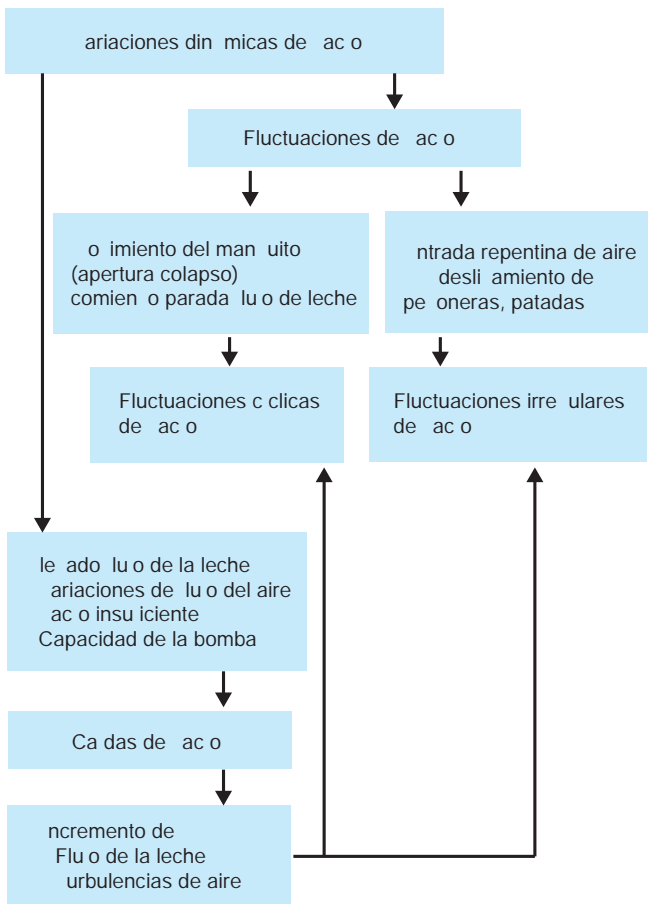 ariaciones din micas de ac o
Fluctuaciones de ac o
o imiento del man uito
(apertura colapso)
comien o parada lu o de leche
ntrada repentina de aire
desli amiento de
pe oneras, patadas
Fluctuaciones c clicas
de ac o
Fluctuaciones irre ulares
de ac o
le ado lu o de la leche
ariaciones de lu o del aire
ac o insu iciente
Capacidad de la bomba
Ca das de ac o
ncremento de
Flu o de la leche
urbulencias de aire